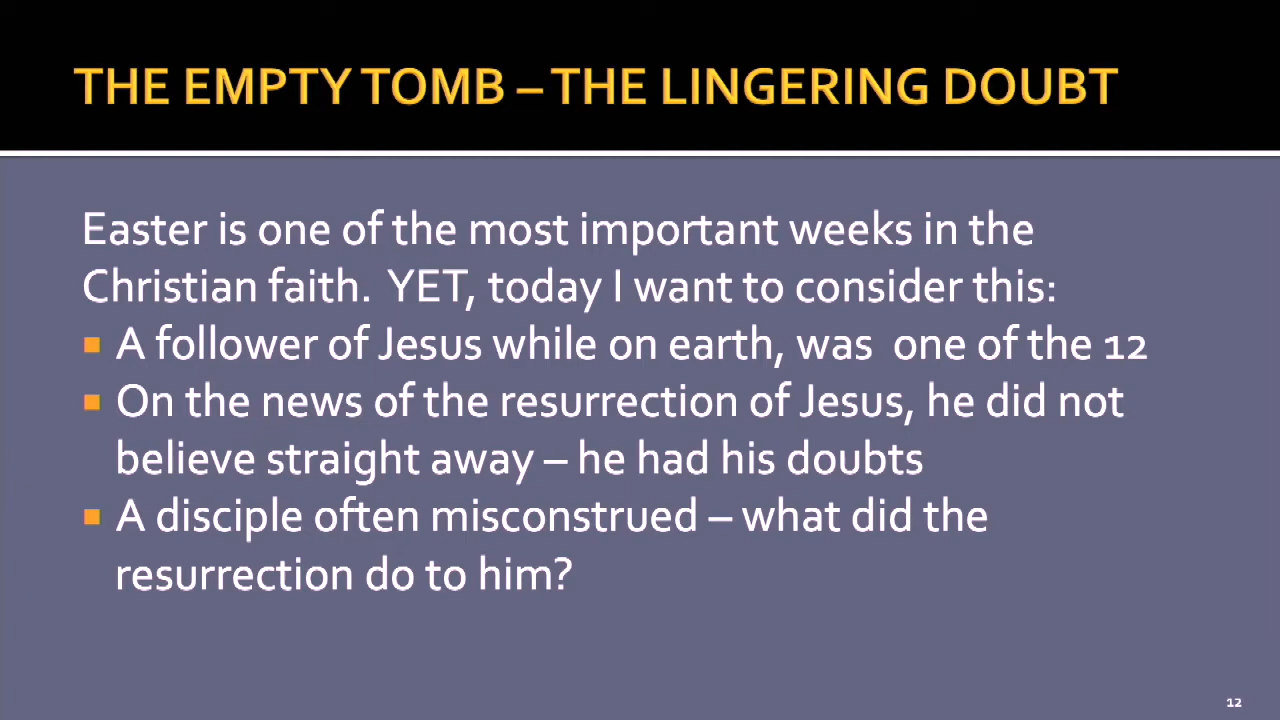 THE EMPTY TOMB – THE LINGERING DOUBT
Easter is one of the most important weeks in the
Christian faith.  YET, today I want to consider this:
▪ A follower of Jesus while on earth, was  one of the 12
▪ On the news of the resurrection of Jesus, he did not
believe straight away – he had his doubts
▪ A disciple often misconstrued – what did the
resurrection do to him?
12